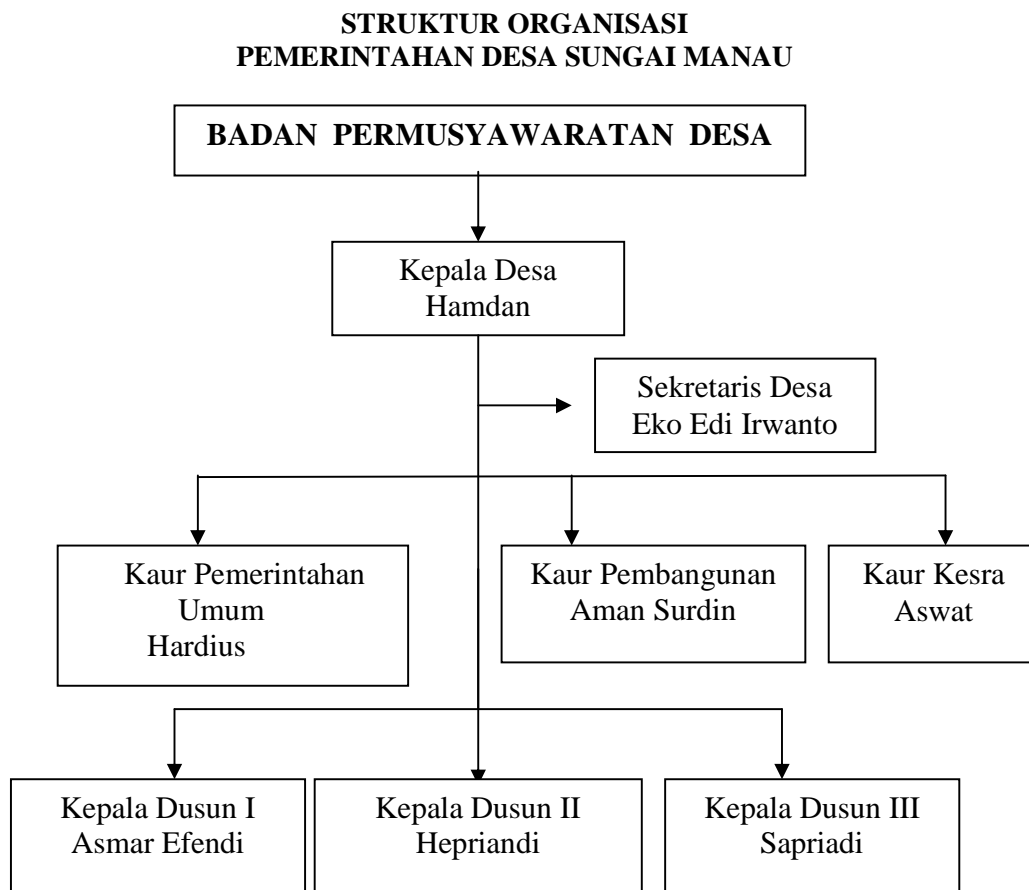 STRUKTUR ORGANISASI
PEMERINTAHAN DESA SUNGAI MANAU
BADAN PERMUSYAWARATAN DESA
Kepala Desa
Hamdan
Sekretaris Desa
Eko Edi Irwanto
Kaur Pemerintahan
Umum
Hardius
Kaur Pembangunan
Aman Surdin
Kaur Kesra
Aswat
Kepala Dusun I
Asmar Efendi
Kepala Dusun II
Hepriandi
Kepala Dusun III
Sapriadi